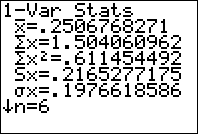 1-Var Stats
x̄=.2506768271
Σx=1.504060962
Σx²=.611454492
Sx=.2165277175
σx=.1976618586
↓n=6